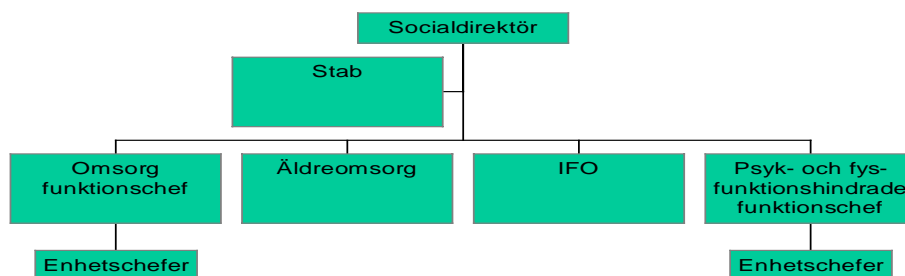 Socialdirektör
Stab
Omsorg
funktionschef
Äldreomsorg
IFO
Psyk- och fys-
funktionshindrade
funktionschef
Enhetschefer
Enhetschefer